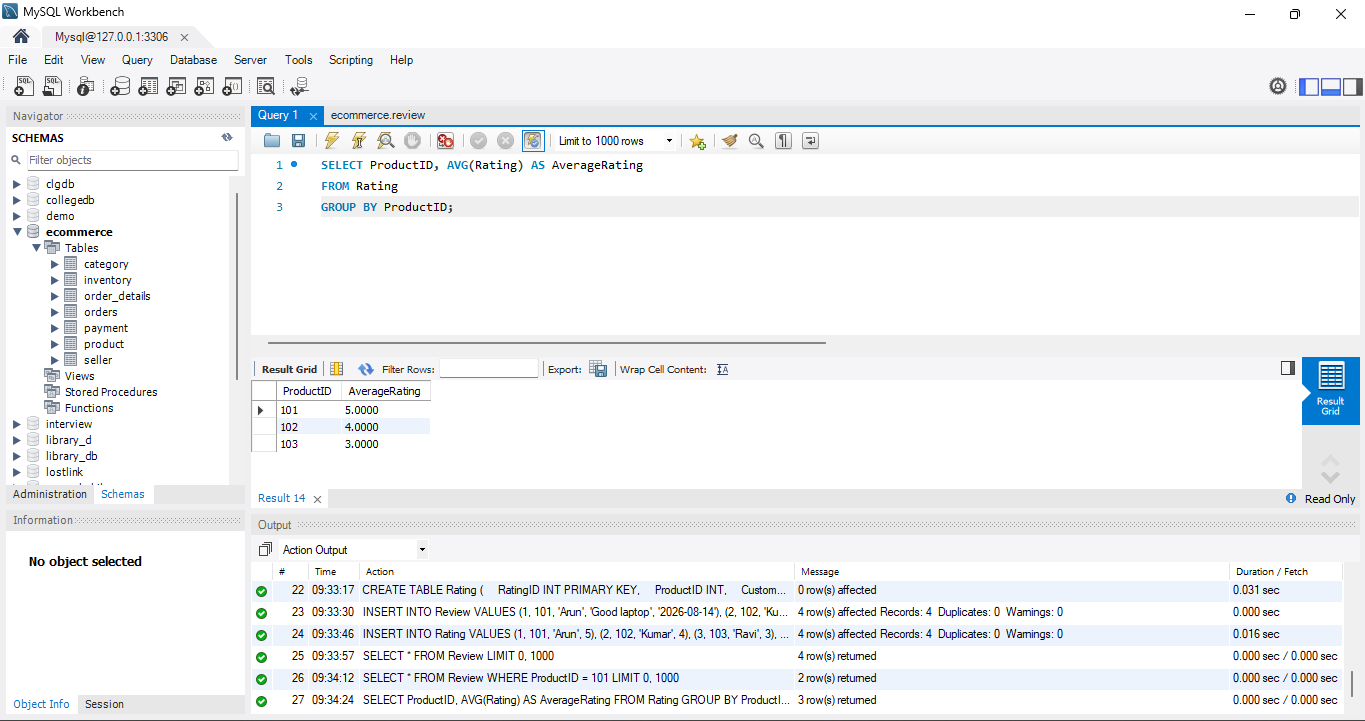 MySQL Workbench
Mysql@127.0.0.1:3306
File Edit View Query Database Server Tools Scripting Help
Navigator
SCHEMAS
Filter objects
clgdb
collegedb
demo
ecommerce
Tables
category
inventory
order_details
orders
payment
product
seller
Views
Stored Procedures
Functions
interview
library_d
library_db
lostlink
Administration Schemas
Information
No object selected
Object Info Session
Query 1 ecommerce.review
Limit to 1000 rows
1 SELECT ProductID, AVG(Rating) AS AverageRating
2 FROM Rating
3 GROUP BY ProductID;
Result Grid Filter Rows: Export: Wrap Cell Content:
ProductID AverageRating
101 5.0000
102 4.0000
103 3.0000
Result Grid
Result 14 Read Only
Output
Action Output
# Time Action Message Duration / Fetch
22 09:33:17 CREATE TABLE Rating ( RatingID INT PRIMARY KEY, ProductID INT, Custom... 0 row(s) affected 0.031 sec
23 09:33:30 INSERT INTO Review VALUES (1, 101, 'Arun', 'Good laptop', '2026-08-14'), (2, 102, 'Ku... 4 row(s) affected Records: 4 Duplicates: 0 Warnings: 0 0.000 sec
24 09:33:46 INSERT INTO Rating VALUES (1, 101, 'Arun', 5), (2, 102, 'Kumar', 4), (3, 103, 'Ravi', 3), ... 4 row(s) affected Records: 4 Duplicates: 0 Warnings: 0 0.016 sec
25 09:33:57 SELECT * FROM Review LIMIT 0, 1000 4 row(s) returned 0.000 sec / 0.000 sec
26 09:34:12 SELECT * FROM Review WHERE ProductID = 101 LIMIT 0, 1000 2 row(s) returned 0.000 sec / 0.000 sec
27 09:34:24 SELECT ProductID, AVG(Rating) AS AverageRating FROM Rating GROUP BY ProductI... 3 row(s) returned 0.000 sec / 0.000 sec